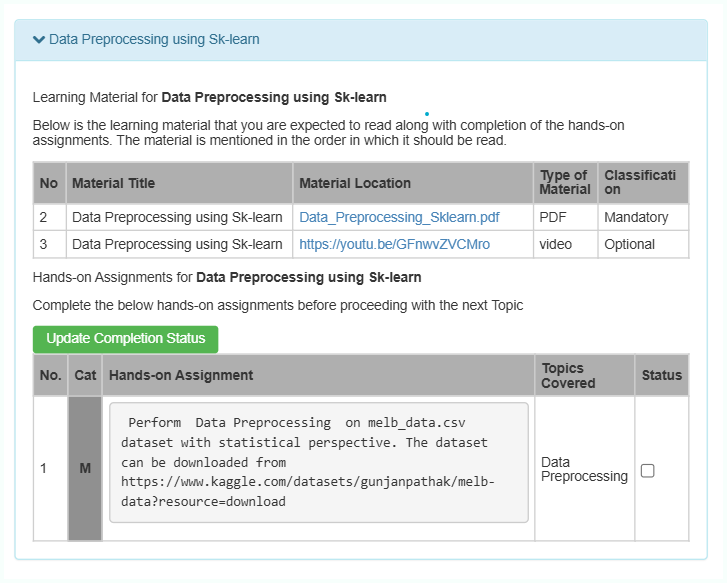 Data Preprocessing using Sk-learn
Learning Material for Data Preprocessing using Sk-learn
Below is the learning material that you are expected to read along with completion of the hands-on
assignments. The material is mentioned in the order in which it should be read.
No Material Title Material Location Type of Material Classificati on
2 Data Preprocessing using Sk-learn Data_Preprocessing_Sklearn.pdf PDF Mandatory
3 Data Preprocessing using Sk-learn https://youtu.be/GFnwvZVCMro video Optional
Hands-on Assignments for Data Preprocessing using Sk-learn
Complete the below hands-on assignments before proceeding with the next Topic
Update Completion Status
No. Cat Hands-on Assignment Topics Covered Status
1 M
Perform Data Preprocessing on melb_data.csv
dataset with statistical perspective. The dataset
can be downloaded from
https://www.kaggle.com/datasets/gunjanpathak/melb-
data?resource=download
Data
Preprocessing